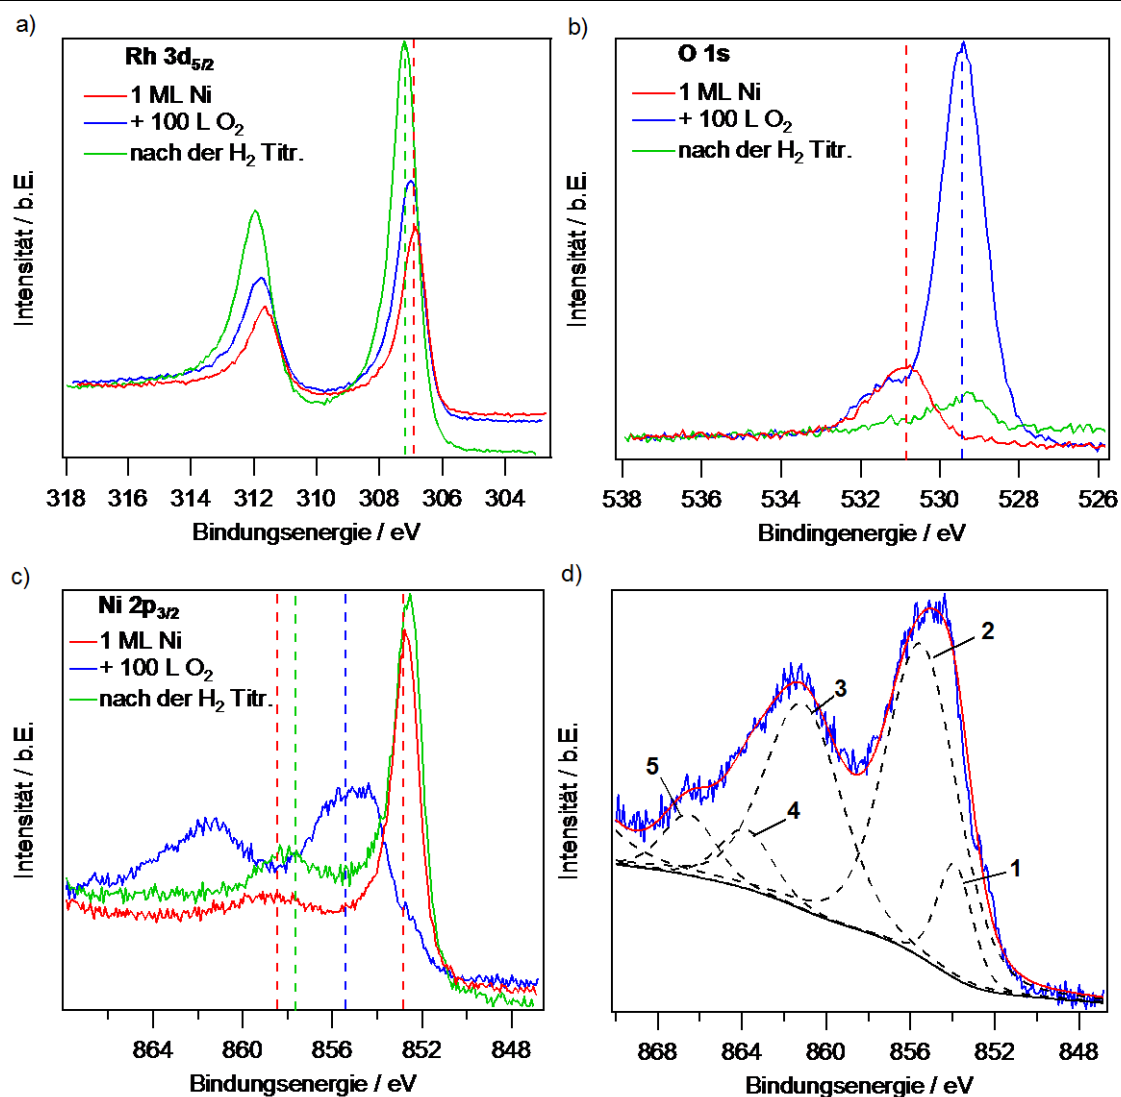 a)
Rh 3d5/2
1 ML Ni
+ 100 L O2
nach der H2 Titr.
Intensität / b.E.
318 316 314 312 310 308 306 304
Bindungsenergie / eV
b)
O 1s
1 ML Ni
+ 100 L O2
nach der H2 Titr.
Intensität / b.E.
538 536 534 532 530 528 526
Bindingenergie / eV
c)
Ni 2p3/2
1 ML Ni
+ 100 L O2
nach der H2 Titr.
Intensität / b.E.
864 860 856 852 848
Bindungsenergie / eV
d)
2
3
5
4
1
Intensität / b.E.
868 864 860 856 852 848
Bindungsenergie / eV